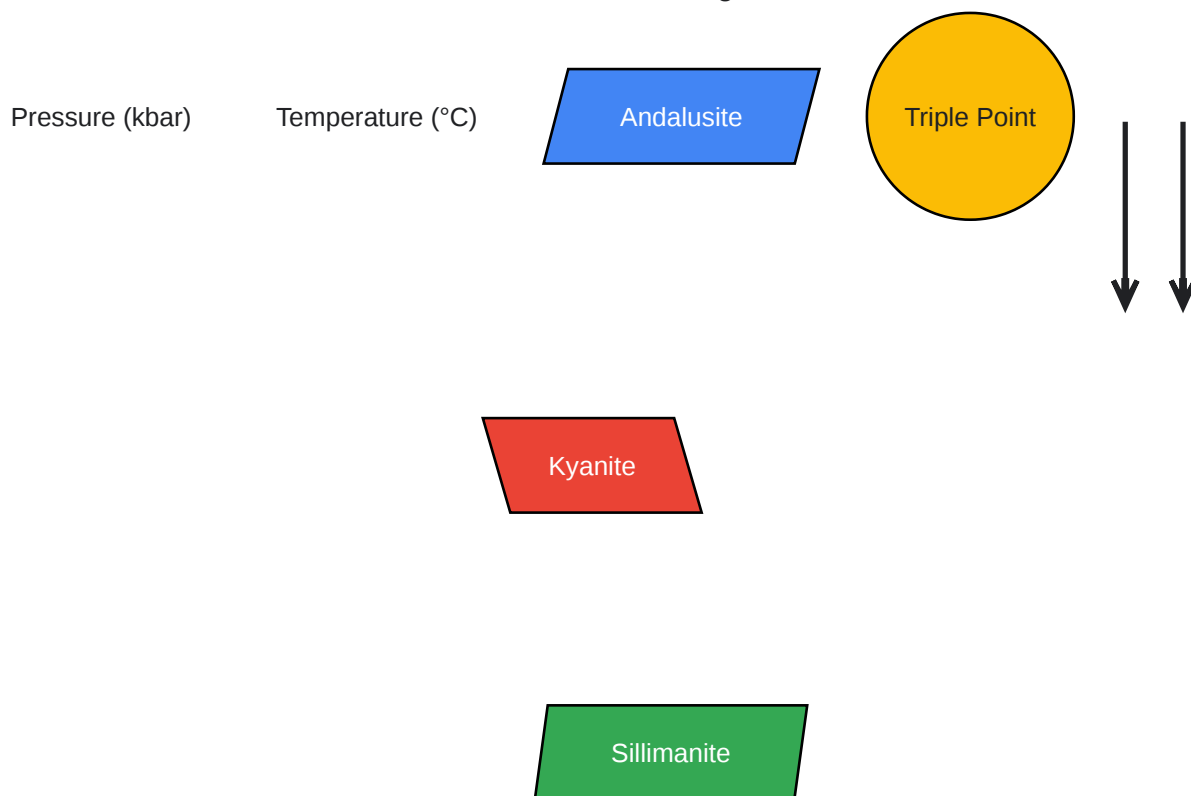 Pressure (kbar)
Temperature (°C)
Andalusite
Triple Point
Kyanite
Sillimanite